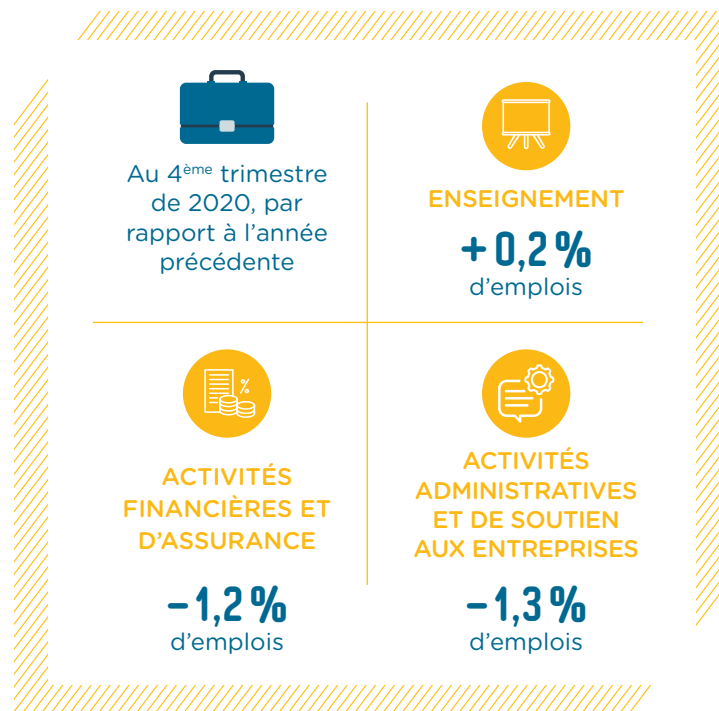 Au 4ème trimestre
de 2020, par
rapport à l’année
précédente
ENSEIGNEMENT
+ 0,2 %
d’emplois
%
ACTIVITÉS
FINANCIÈRES ET
D’ASSURANCE
– 1,2 %
d’emplois
ACTIVITÉS
ADMINISTRATIVES
ET DE SOUTIEN
AUX ENTREPRISES
– 1,3 %
d’emplois